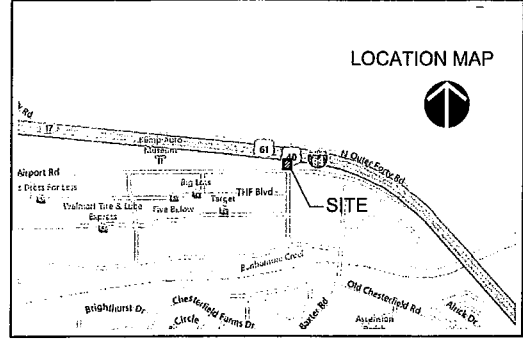 LOCATION MAP
Rd
17
Kemp Auto
Museum
61
40
64
N Outer Forty Rd
Airport Rd
s Dress For Less
Big Lots
THF Blvd
Walmart Tire & Lube
Express
Five Below
Target
SITE
Bonhomme Creek
Brighthurst Dr
Chesterfield Farms Dr
Circle
Baxter Rd
Old Chesterfield Rd
Ascension
Alrick Dr